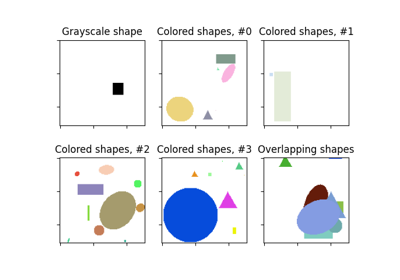 Grayscale shape
Colored shapes, #0
Colored shapes, #1
Colored shapes, #2
Colored shapes, #3
Overlapping shapes